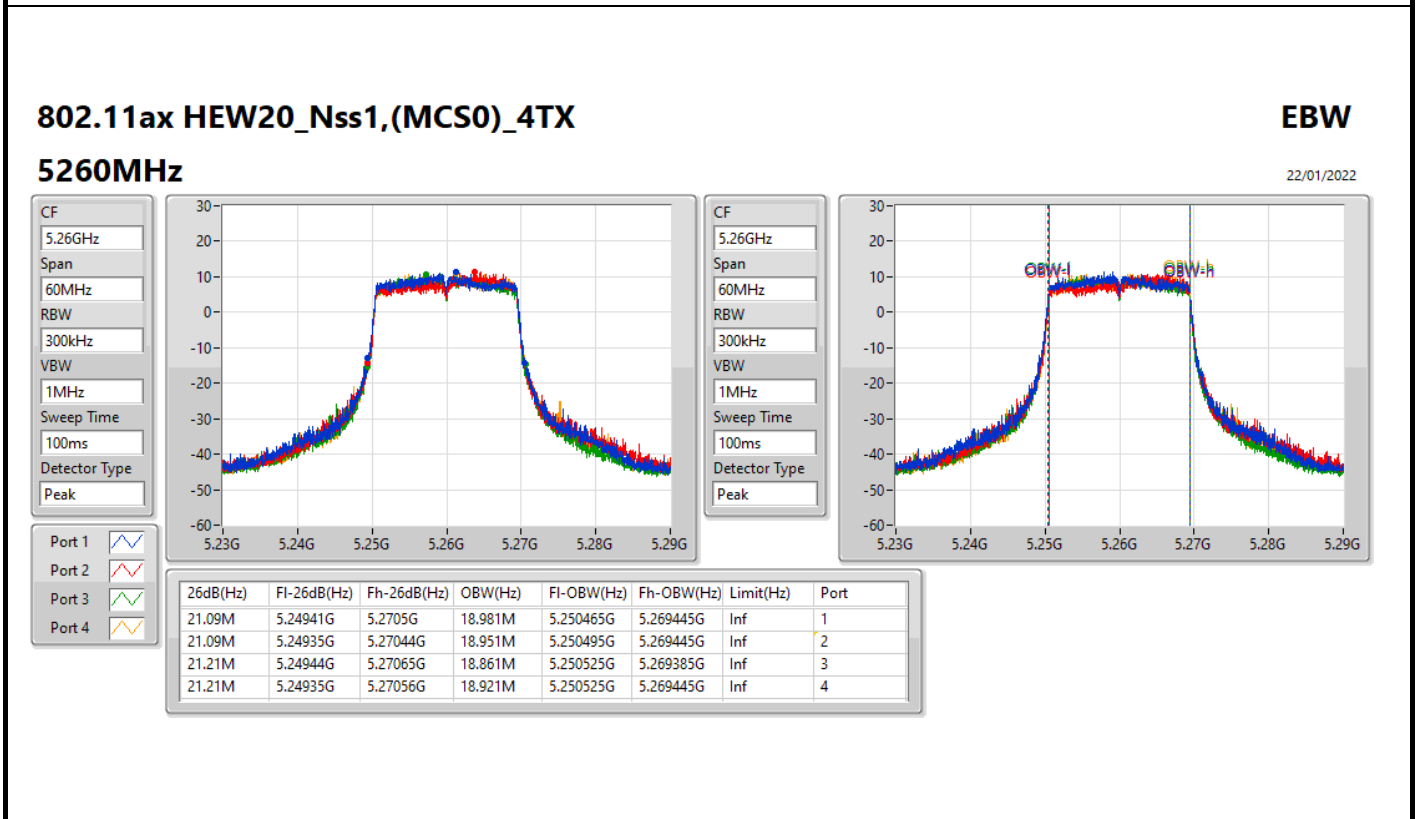 802.11ax HEW20_Nss1,(MCS0)_4TX EBW
5260MHz 22/01/2022
CF
5.26GHz
Span
60MHz
RBW
300kHz
VBW
1MHz
Sweep Time
100ms
Detector Type
Peak
30
20
10
0
-10
-20
-30
-40
-50
-60
5.23G 5.24G 5.25G 5.26G 5.27G 5.28G 5.29G
CF
5.26GHz
Span
60MHz
RBW
300kHz
VBW
1MHz
Sweep Time
100ms
Detector Type
Peak
30
20
10
0
-10
-20
-30
-40
-50
-60
OBW-l OBW-h
5.23G 5.24G 5.25G 5.26G 5.27G 5.28G 5.29G
Port 1
Port 2
Port 3
Port 4
26dB(Hz) Fl-26dB(Hz) Fh-26dB(Hz) OBW(Hz) Fl-OBW(Hz) Fh-OBW(Hz) Limit(Hz) Port
21.09M 5.24941G 5.2705G 18.981M 5.250465G 5.269445G Inf 1
21.09M 5.24935G 5.27044G 18.951M 5.250495G 5.269445G Inf 2
21.21M 5.24944G 5.27065G 18.861M 5.250525G 5.269385G Inf 3
21.21M 5.24935G 5.27056G 18.921M 5.250525G 5.269445G Inf 4